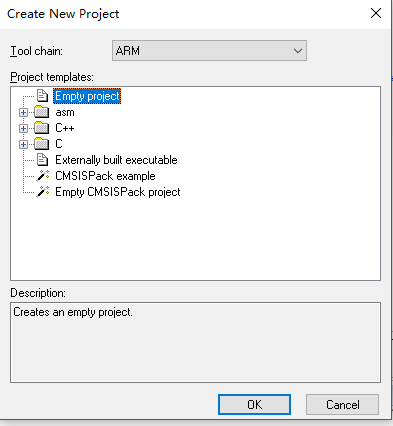 Create New Project
Tool chain:
ARM
Project templates:
Empty project
asm
C++
C
Externally built executable
CMSISPack example
Empty CMSISPack project
Description:
Creates an empty project.
OK
Cancel